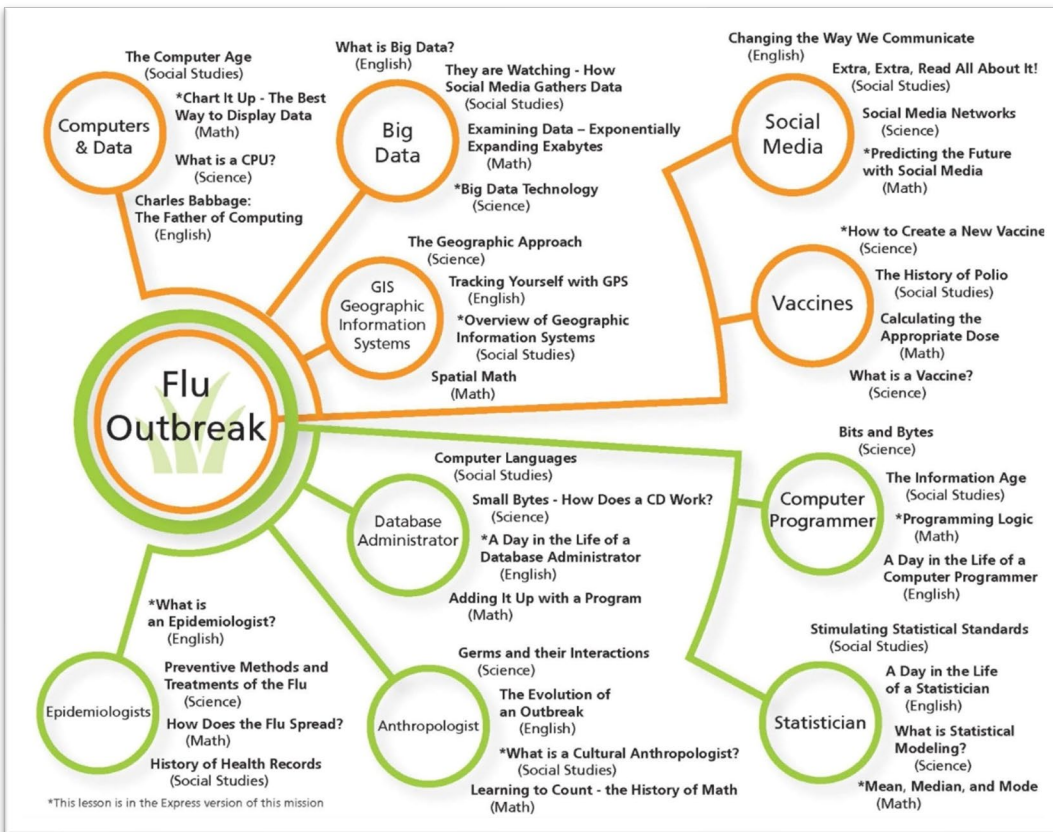 The Computer Age
(Social Studies)
*Chart It Up - The Best
Way to Display Data
(Math)
What is a CPU?
(Science)
Charles Babbage:
The Father of Computing
(English)
Computers
& Data
What is Big Data?
(English)
They are Watching - How
Social Media Gathers Data
(Social Studies)
Examining Data – Exponentially
Expanding Exabytes
(Math)
*Big Data Technology
(Science)
Big
Data
Changing the Way We Communicate
(English)
Extra, Extra, Read All About It!
(Social Studies)
Social Media Networks
(Science)
*Predicting the Future
with Social Media
(Math)
Social
Media
The Geographic Approach
(Science)
Tracking Yourself with GPS
(English)
*Overview of Geographic
Information Systems
(Social Studies)
Spatial Math
(Math)
GIS
Geographic
Information
Systems
*How to Create a New Vaccine
(Science)
The History of Polio
(Social Studies)
Calculating the
Appropriate Dose
(Math)
What is a Vaccine?
(Science)
Vaccines
Flu
Outbreak
Computer Languages
(Social Studies)
Small Bytes - How Does a CD Work?
(Science)
*A Day in the Life of a
Database Administrator
(English)
Adding It Up with a Program
(Math)
Database
Administrator
Bits and Bytes
(Science)
The Information Age
(Social Studies)
*Programming Logic
(Math)
A Day in the Life of a
Computer Programmer
(English)
Computer
Programmer
*What is
an Epidemiologist?
(English)
Preventive Methods and
Treatments of the Flu
(Science)
How Does the Flu Spread?
(Math)
History of Health Records
(Social Studies)
Epidemiologists
Germs and their Interactions
(Science)
The Evolution of
an Outbreak
(English)
*What is a Cultural Anthropologist?
(Social Studies)
Learning to Count - the History of Math
(Math)
Anthropologist
Stimulating Statistical Standards
(Social Studies)
A Day in the Life
of a Statistician
(English)
What is Statistical
Modeling?
(Science)
*Mean, Median, and Mode
(Math)
Statistician
*This lesson is in the Express version of this mission